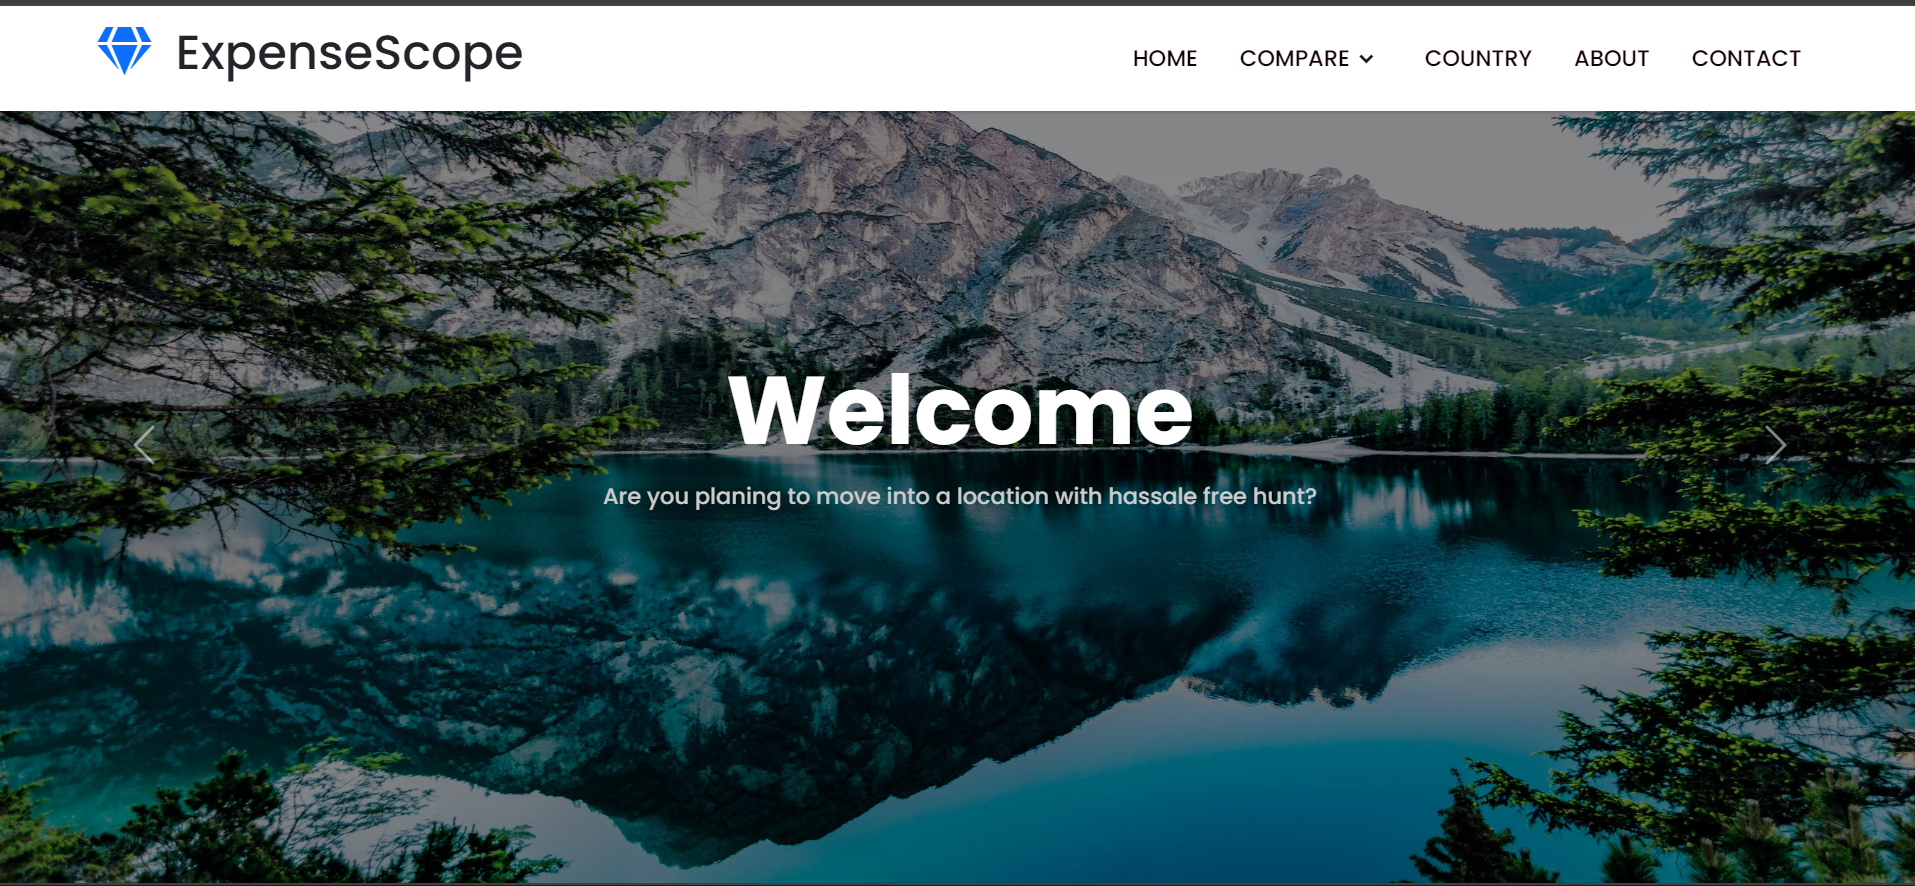 ExpenseScope
HOME COMPARE COUNTRY ABOUT CONTACT
Welcome
Are you planing to move into a location with hassale free hunt?